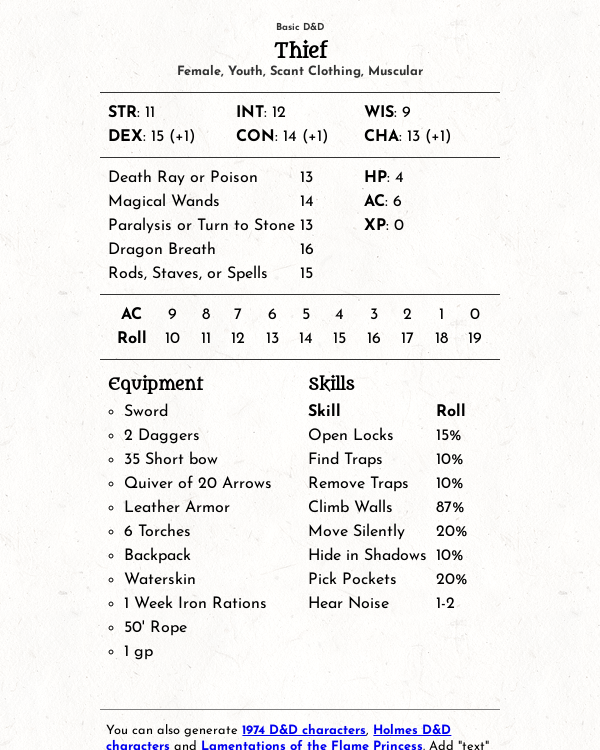 Basic D&D
Thief
Female, Youth, Scant Clothing, Muscular
STR: 11 INT: 12 WIS: 9
DEX: 15 (+1) CON: 14 (+1) CHA: 13 (+1)
Death Ray or Poison 13 HP: 4
Magical Wands 14 AC: 6
Paralysis or Turn to Stone 13 XP: 0
Dragon Breath 16
Rods, Staves, or Spells 15
AC 9 8 7 6 5 4 3 2 1 0
Roll 10 11 12 13 14 15 16 17 18 19
Equipment
Sword
2 Daggers
35 Short bow
Quiver of 20 Arrows
Leather Armor
6 Torches
Backpack
Waterskin
1 Week Iron Rations
50' Rope
1 gp
Skills
Skill Roll
Open Locks 15%
Find Traps 10%
Remove Traps 10%
Climb Walls 87%
Move Silently 20%
Hide in Shadows 10%
Pick Pockets 20%
Hear Noise 1-2
You can also generate 1974 D&D characters, Holmes D&D
characters and Lamentations of the Flame Princess. Add "text"